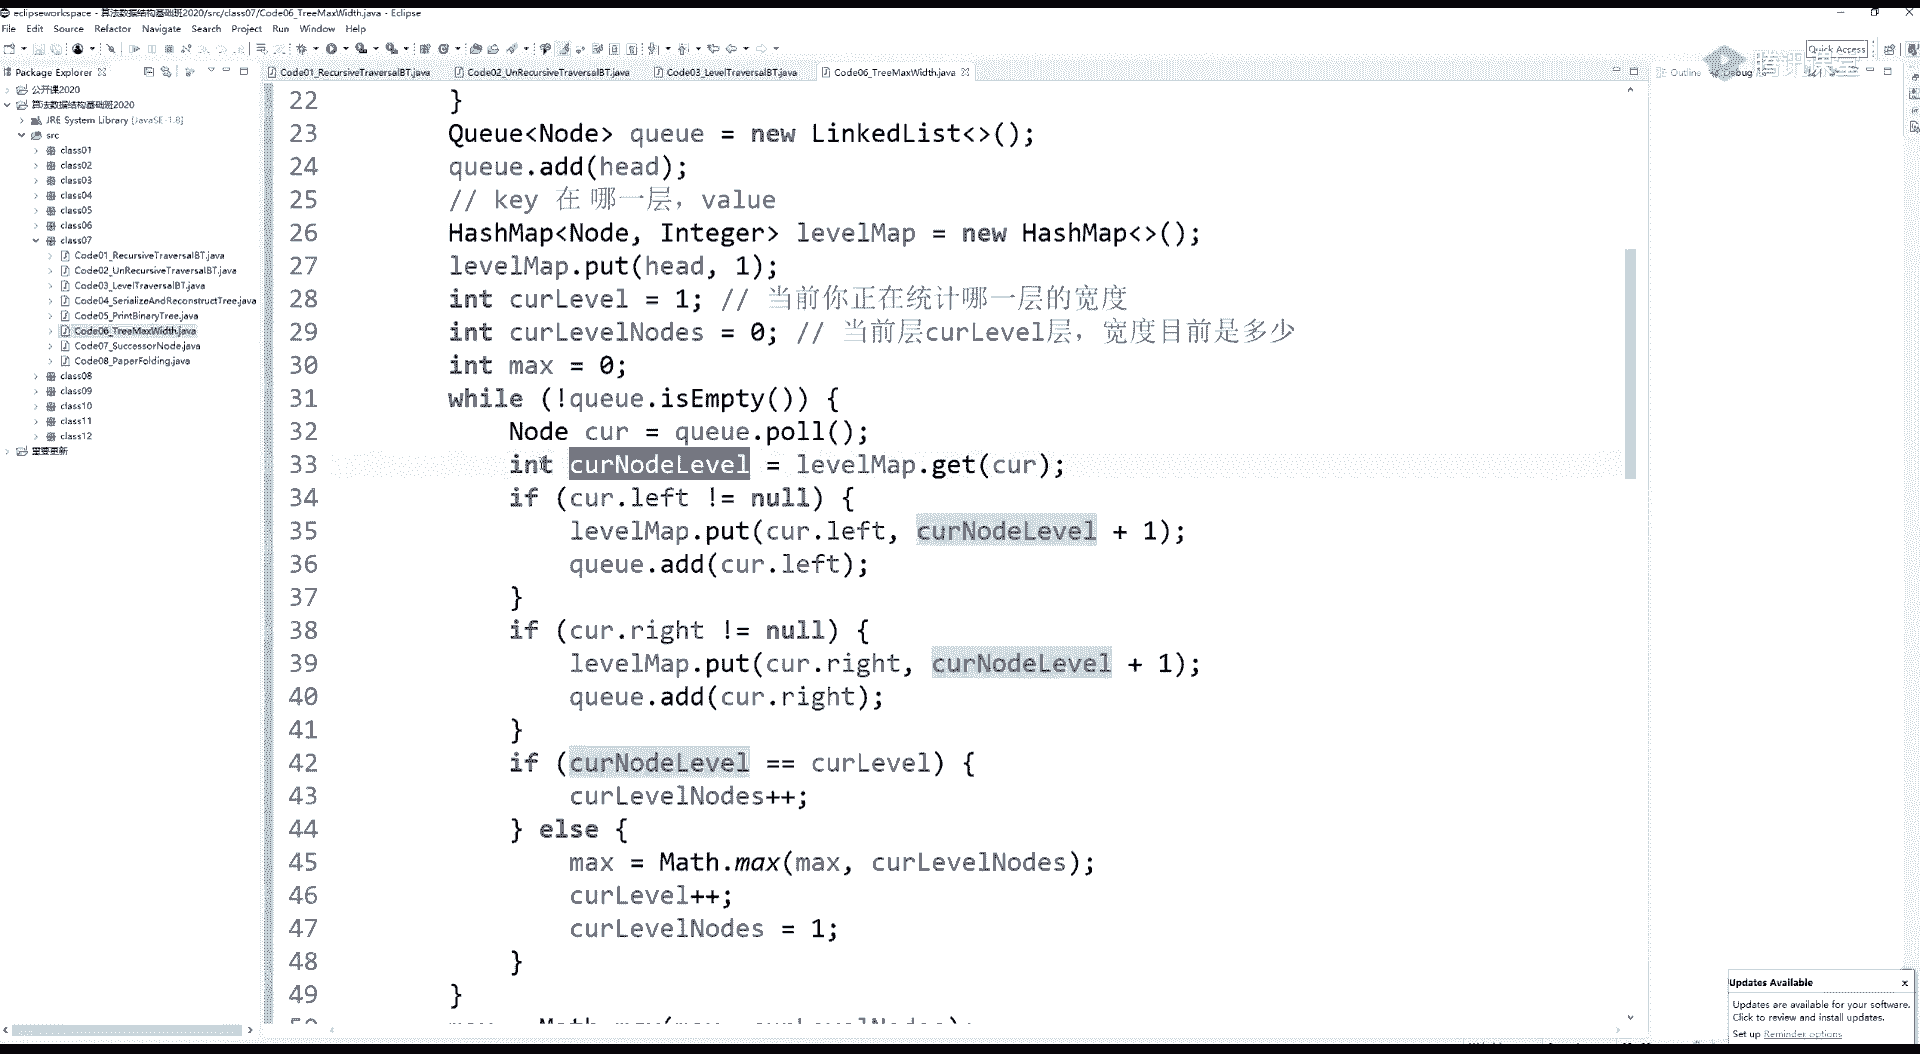 eclipseworkspace - 算法数据结构基础班2020/src/class07/Code06_TreeMaxWidth.java - Eclipse
File Edit Source Refactor Navigate Search Project Run Window Help
Quick Access
Package Explorer
Code01_RecursiveTraversalBT.java Code02_UnRecursiveTraversalBT.java Code03_LevelTraversalBT.java Code06_TreeMaxWidth.java
Outline Debug
腾讯课堂
公开课2020
算法数据结构基础班2020
JRE System Library [JavaSE-1.8]
src
class01
class02
class03
class04
class05
class06
class07
Code01_RecursiveTraversalBT.java
Code02_UnRecursiveTraversalBT.java
Code03_LevelTraversalBT.java
Code04_SerializeAndReconstructTree.java
Code05_PrintBinaryTree.java
Code06_TreeMaxWidth.java
Code07_SuccessorNode.java
Code08_PaperFolding.java
class08
class09
class10
class11
class12
重要更新
22 }
23 Queue<Node> queue = new LinkedList<>();
24 queue.add(head);
25 // key 在 哪一层，value
26 HashMap<Node, Integer> levelMap = new HashMap<>();
27 levelMap.put(head, 1);
28 int curLevel = 1; // 当前你正在统计哪一层的宽度
29 int curLevelNodes = 0; // 当前层curLevel层，宽度目前是多少
30 int max = 0;
31 while (!queue.isEmpty()) {
32 Node cur = queue.poll();
33 int curNodeLevel = levelMap.get(cur);
34 if (cur.left != null) {
35 levelMap.put(cur.left, curNodeLevel + 1);
36 queue.add(cur.left);
37 }
38 if (cur.right != null) {
39 levelMap.put(cur.right, curNodeLevel + 1);
40 queue.add(cur.right);
41 }
42 if (curNodeLevel == curLevel) {
43 curLevelNodes++;
44 } else {
45 max = Math.max(max, curLevelNodes);
46 curLevel++;
47 curLevelNodes = 1;
48 }
49 }
Updates Available x
Updates are available for your software.
Click to review and install updates.
Set up Reminder options